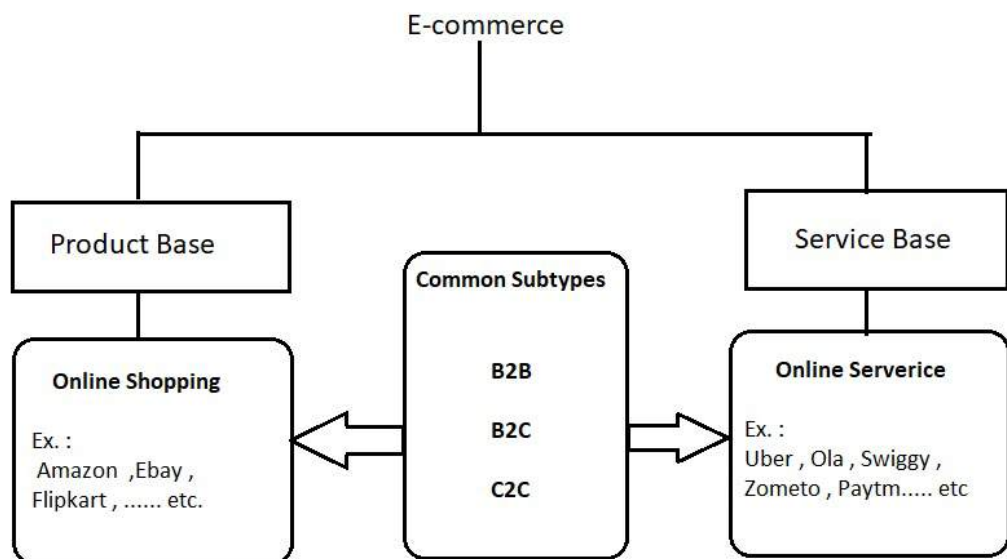 E-commerce
Product Base
Service Base
Common Subtypes
B2B
B2C
C2C
Online Shopping
Ex. :
Amazon ,Ebay ,
Flipkart , ...... etc.
Online Serverice
Ex. :
Uber , Ola , Swiggy ,
Zometo , Paytm..... etc